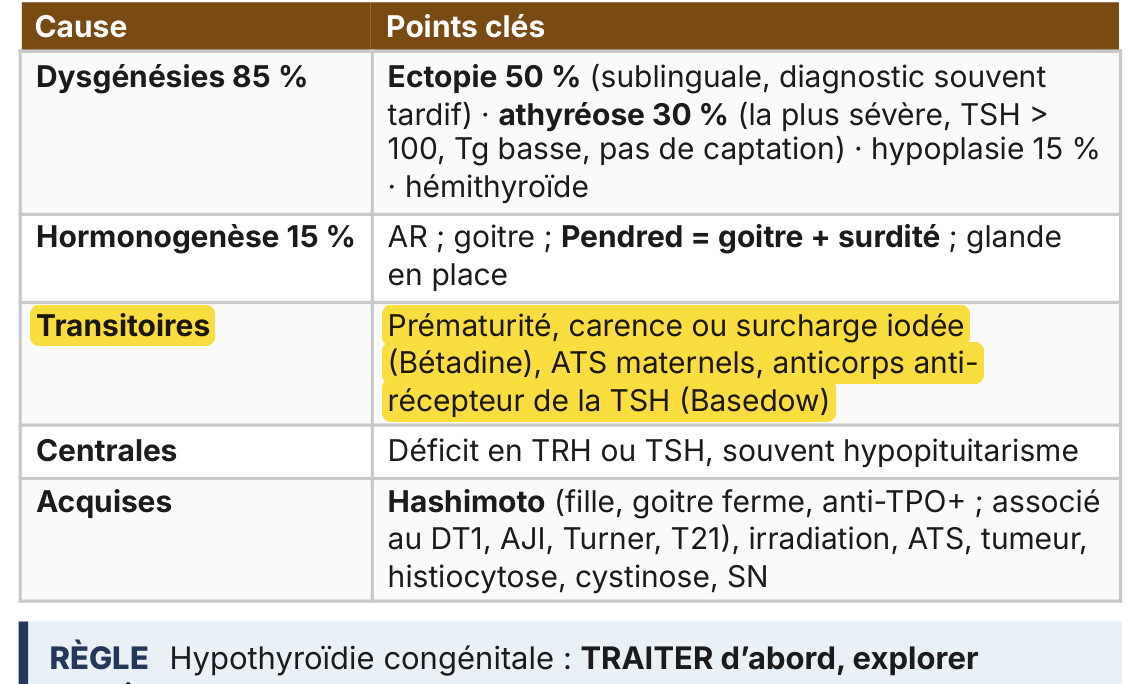 Cause Points clés
Dysgénésies 85 % Ectopie 50 % (sublinguale, diagnostic souvent
tardif) · athyréose 30 % (la plus sévère, TSH >
100, Tg basse, pas de captation) · hypoplasie 15 %
· hémithyroïde
Hormonogenèse 15 % AR ; goitre ; Pendred = goitre + surdité ; glande
en place
Transitoires Prématurité, carence ou surcharge iodée
(Bétadine), ATS maternels, anticorps anti-
récepteur de la TSH (Basedow)
Centrales Déficit en TRH ou TSH, souvent hypopituitarisme
Acquises Hashimoto (fille, goitre ferme, anti-TPO+ ; associé
au DT1, AJI, Turner, T21), irradiation, ATS, tumeur,
histiocytose, cystinose, SN
RÈGLE Hypothyroïdie congénitale : TRAITER d’abord, explorer